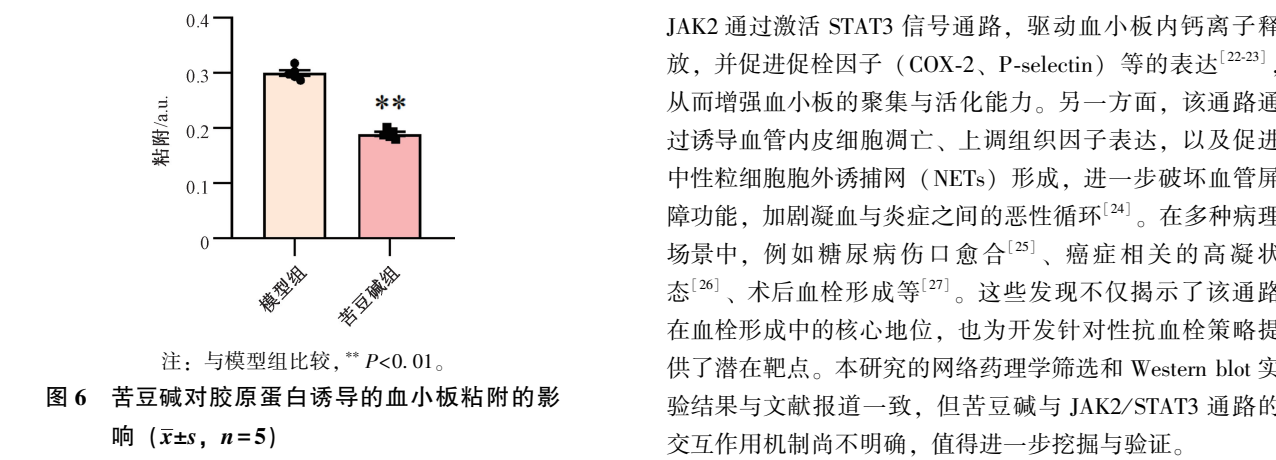 0.4
0.3
0.2
0.1
0
粘附/a.u.
**
模型组
苦豆碱组
注：与模型组比较，** P<0. 01。
图 6 苦豆碱对胶原蛋白诱导的血小板粘附的影
响（x̄±s，n=5）
JAK2 通过激活 STAT3 信号通路，驱动血小板内钙离子释
放，并促进促栓因子（COX-2、P-selectin）等的表达[22-23]，
从而增强血小板的聚集与活化能力。另一方面，该通路通
过诱导血管内皮细胞凋亡、上调组织因子表达，以及促进
中性粒细胞胞外诱捕网（NETs）形成，进一步破坏血管屏
障功能，加剧凝血与炎症之间的恶性循环[24]。在多种病理
场景中，例如糖尿病伤口愈合[25]、癌症相关的高凝状
态[26]、术后血栓形成等[27]。这些发现不仅揭示了该通路
在血栓形成中的核心地位，也为开发针对性抗血栓策略提
供了潜在靶点。本研究的网络药理学筛选和 Western blot 实
验结果与文献报道一致，但苦豆碱与 JAK2/STAT3 通路的
交互作用机制尚不明确，值得进一步挖掘与验证。